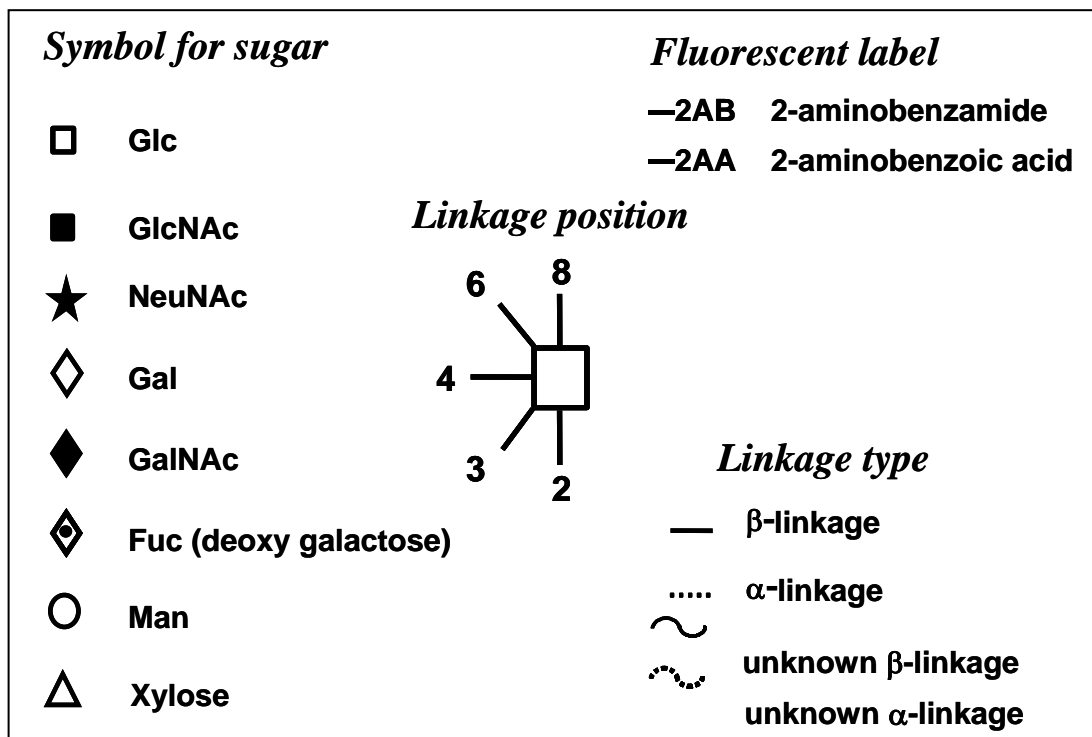 Symbol for sugar
Glc
GlcNAc
NeuNAc
Gal
GalNAc
Fuc (deoxy galactose)
Man
Xylose
Fluorescent label
—2AB 2-aminobenzamide
—2AA 2-aminobenzoic acid
Linkage position
8
6
4
3
2
Linkage type
β-linkage
α-linkage
unknown β-linkage
unknown α-linkage